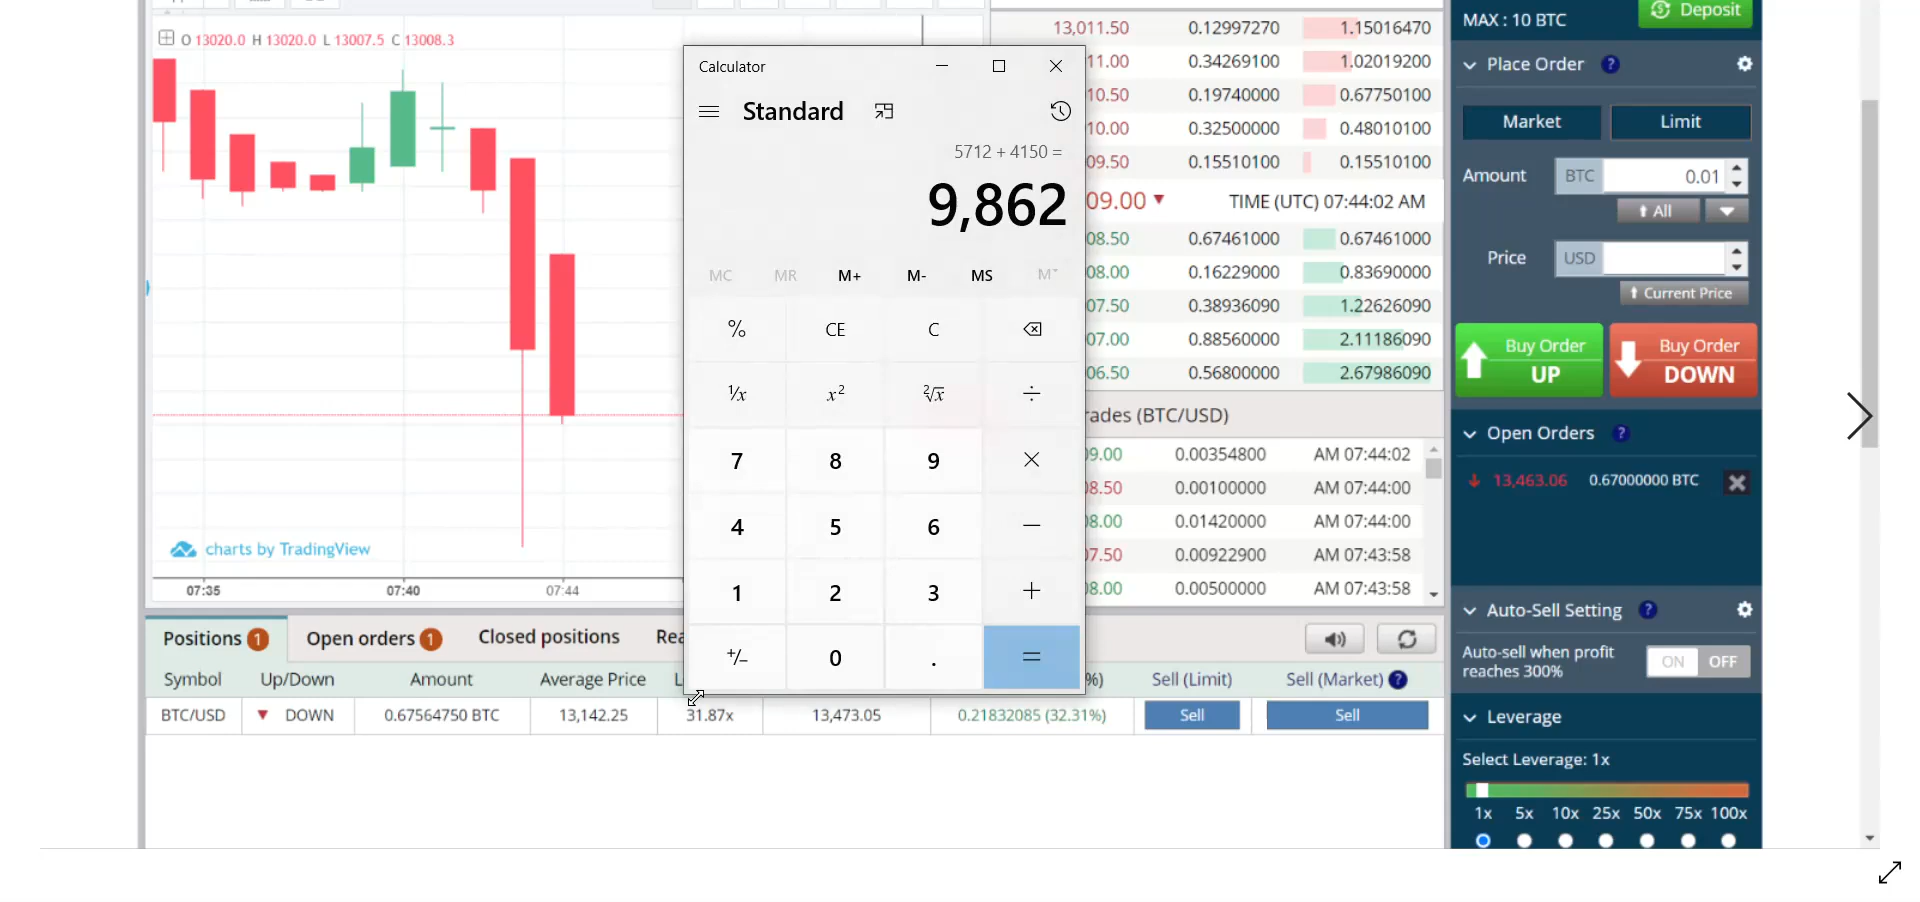 O 13020.0 H 13020.0 L 13007.5 C 13008.3
charts by TradingView
07:35 07:40 07:44
Calculator
Standard
5712 + 4150 =
9,862
MC MR M+ M- MS M˅
% CE C
¹/x x² ²√x ÷
7 8 9 ×
4 5 6 −
1 2 3 +
+/− 0 . =
13,011.50 0.12997270 1.15016470
11.00 0.34269100 1.02019200
10.50 0.19740000 0.67750100
10.00 0.32500000 0.48010100
09.50 0.15510100 0.15510100
09.00 ▼ TIME (UTC) 07:44:02 AM
08.50 0.67461000 0.67461000
08.00 0.16229000 0.83690000
07.50 0.38936090 1.22626090
07.00 0.88560000 2.11186090
06.50 0.56800000 2.67986090
rades (BTC/USD)
09.00 0.00354800 AM 07:44:02
08.50 0.00100000 AM 07:44:00
08.00 0.01420000 AM 07:44:00
07.50 0.00922900 AM 07:43:58
08.00 0.00500000 AM 07:43:58
Positions 1 Open orders 1 Closed positions Rea
Symbol Up/Down Amount Average Price L %) Sell (Limit) Sell (Market) ?
BTC/USD ▼ DOWN 0.67564750 BTC 13,142.25 31.87x 13,473.05 0.21832085 (32.31%) Sell Sell
MAX : 10 BTC Deposit
Place Order ?
Market Limit
Amount BTC 0.01
All
Price USD
Current Price
Buy Order UP
Buy Order DOWN
Open Orders ?
13,463.06 0.67000000 BTC
Auto-Sell Setting ?
Auto-sell when profit
reaches 300% ON OFF
Leverage
Select Leverage: 1x
1x 5x 10x 25x 50x 75x 100x